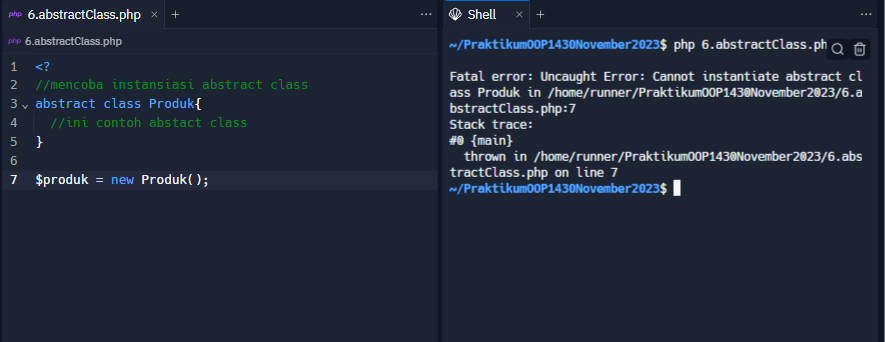 php 6.abstractClass.php × +
php 6.abstractClass.php
1 <?
2 //mencoba instansiasi abstract class
3 abstract class Produk{
4 //ini contoh abstact class
5 }
6
7 $produk = new Produk();
Shell × +
~/PraktikumOOP1430November2023$ php 6.abstractClass.ph
Fatal error: Uncaught Error: Cannot instantiate abstract cl
ass Produk in /home/runner/PraktikumOOP1430November2023/6.a
bstractClass.php:7
Stack trace:
#0 {main}
thrown in /home/runner/PraktikumOOP1430November2023/6.abs
tractClass.php on line 7
~/PraktikumOOP1430November2023$